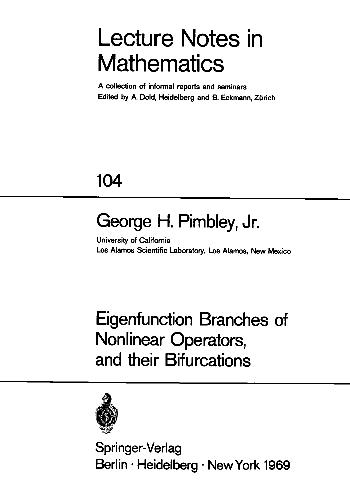 Lecture Notes in
Mathematics
A collection of informal reports and seminars
Edited by A. Dold, Heidelberg and B. Eckmann, Zürich
104
George H. Pimbley, Jr.
University of California
Los Alamos Scientific Laboratory, Los Alamos, New Mexico
Eigenfunction Branches of
Nonlinear Operators,
and their Bifurcations
Springer-Verlag
Berlin · Heidelberg · New York 1969